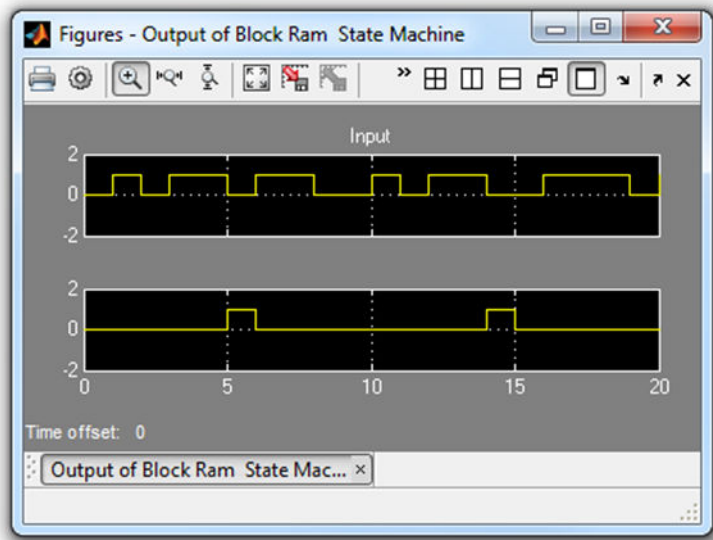 Figures - Output of Block Ram  State Machine
Input
2
0
-2
2
0
-2
0 5 10 15 20
Time offset: 0
Output of Block Ram  State Mac...